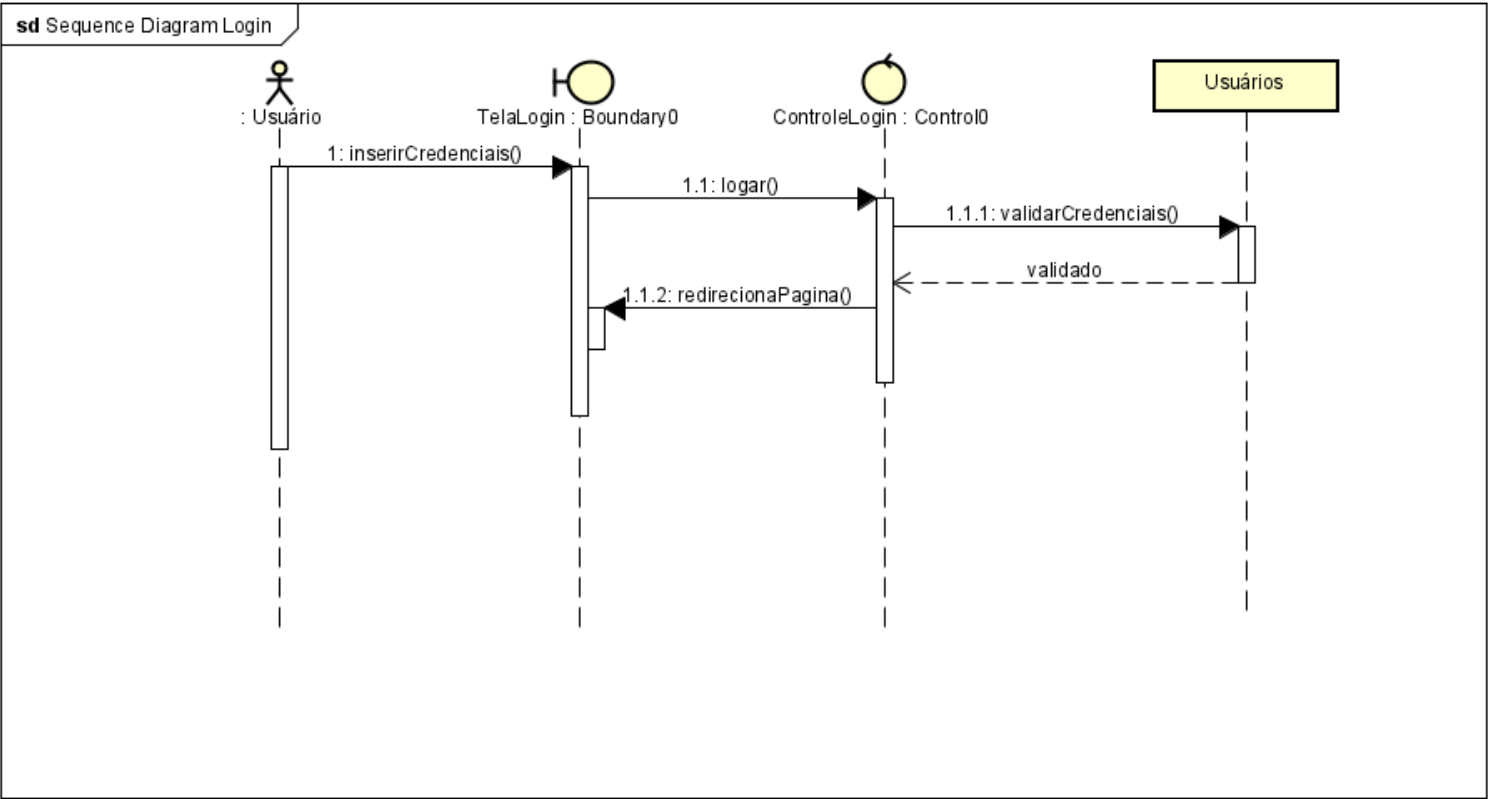 sd Sequence Diagram Login
: Usuário
TelaLogin : Boundary0
ControleLogin : Control0
Usuários
1: inserirCredenciais()
1.1: logar()
1.1.1: validarCredenciais()
validado
1.1.2: redirecionaPagina()